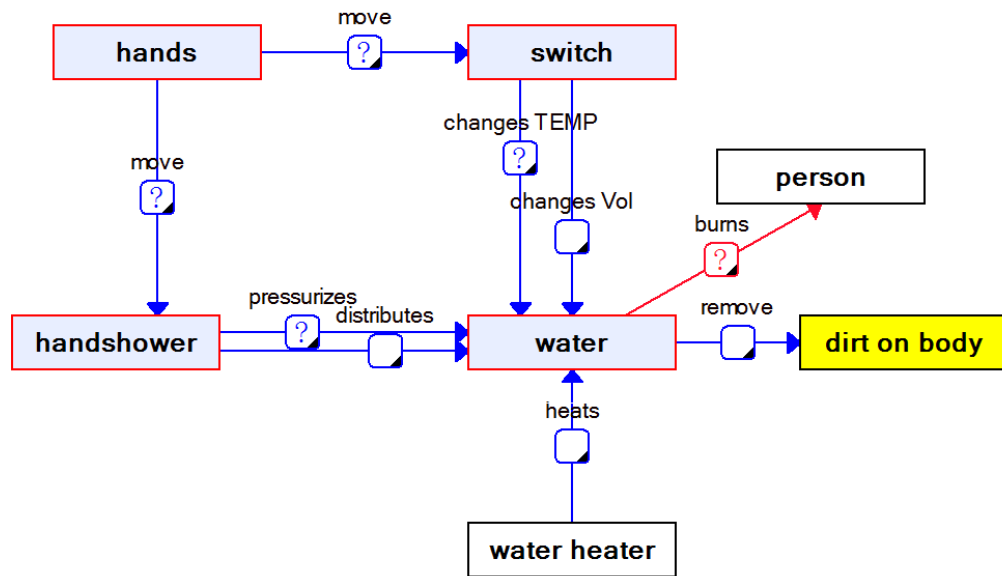 move
hands
?
switch
changes TEMP
move
?
person
?
changes Vol
burns
?
pressurizes
distributes
remove
handshower
?
water
dirt on body
heats
water heater